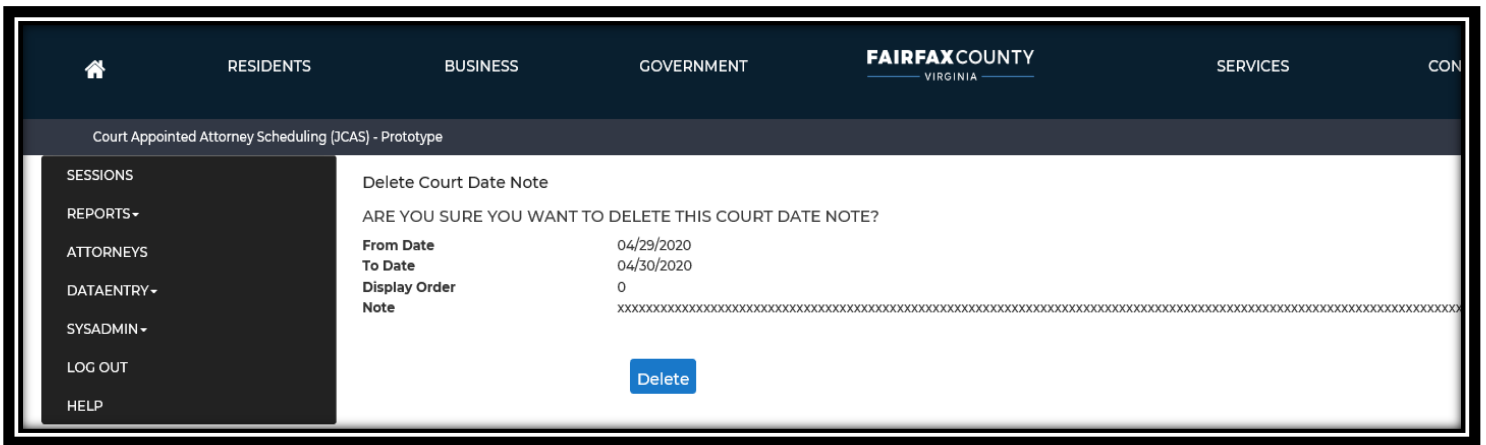 RESIDENTS BUSINESS GOVERNMENT FAIRFAXCOUNTY SERVICES CON
VIRGINIA
Court Appointed Attorney Scheduling (JCAS) - Prototype
SESSIONS
REPORTS
ATTORNEYS
DATAENTRY
SYSADMIN
LOG OUT
HELP
Delete Court Date Note
ARE YOU SURE YOU WANT TO DELETE THIS COURT DATE NOTE?
From Date 04/29/2020
To Date 04/30/2020
Display Order 0
Note
Delete